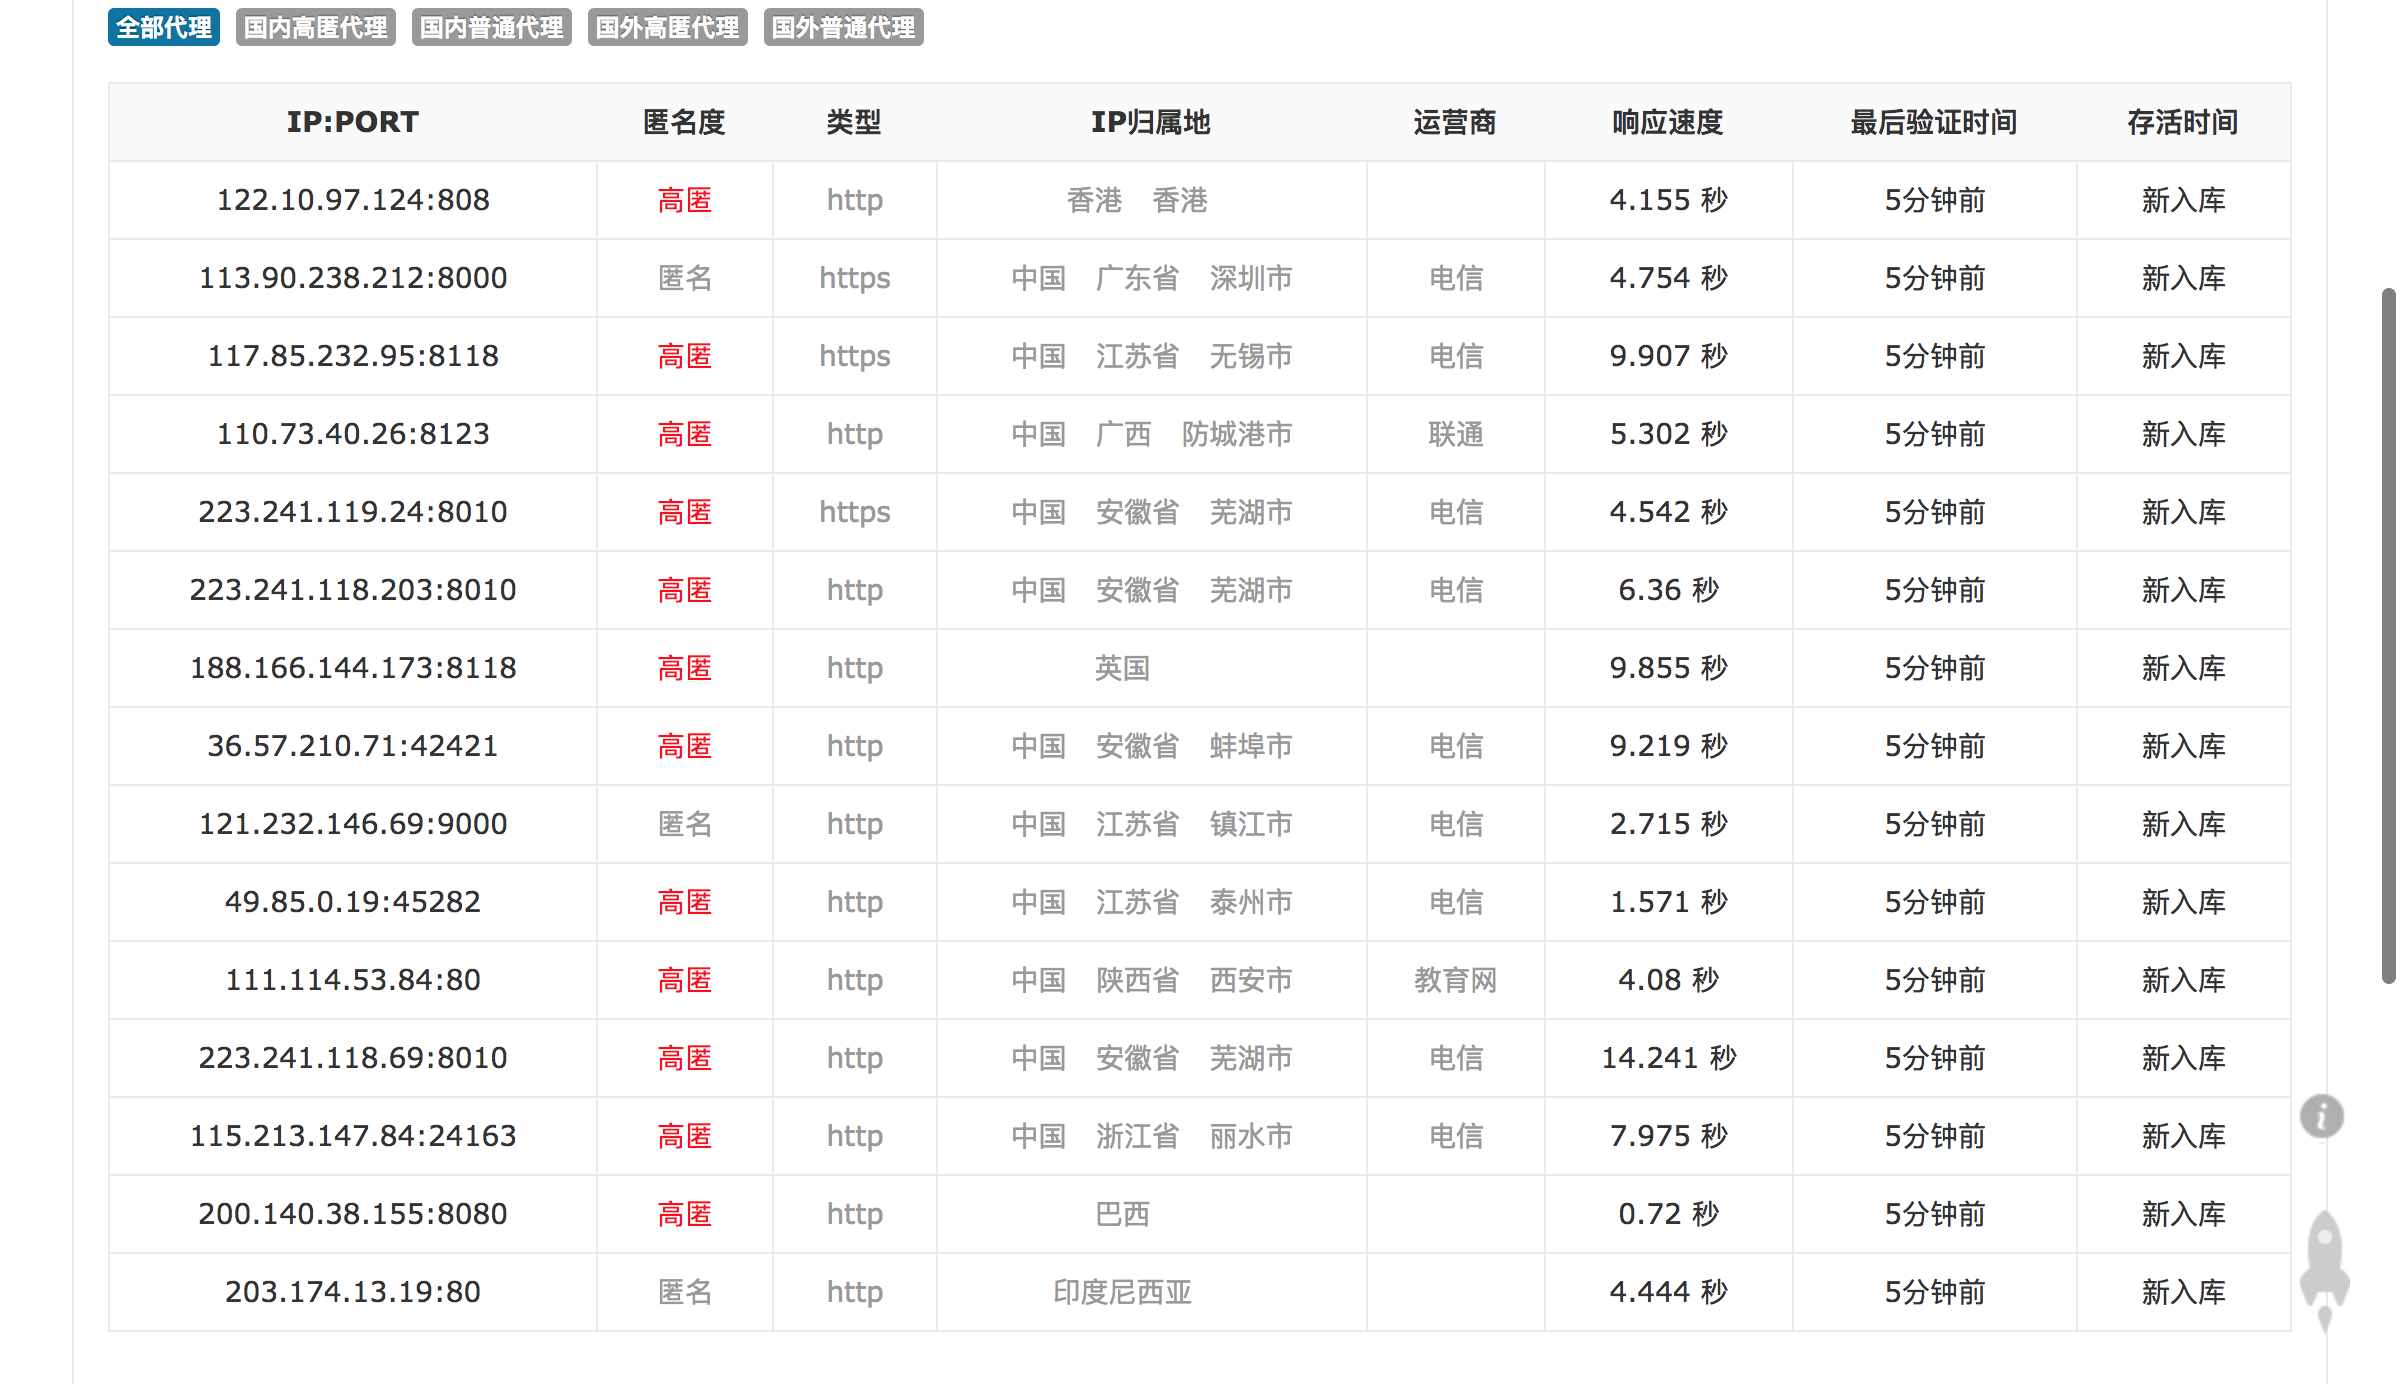 全部代理 国内高匿代理 国内普通代理 国外高匿代理 国外普通代理
IP:PORT 匿名度 类型 IP归属地 运营商 响应速度 最后验证时间 存活时间
122.10.97.124:808 高匿 http 香港 香港 4.155 秒 5分钟前 新入库
113.90.238.212:8000 匿名 https 中国 广东省 深圳市 电信 4.754 秒 5分钟前 新入库
117.85.232.95:8118 高匿 https 中国 江苏省 无锡市 电信 9.907 秒 5分钟前 新入库
110.73.40.26:8123 高匿 http 中国 广西 防城港市 联通 5.302 秒 5分钟前 新入库
223.241.119.24:8010 高匿 https 中国 安徽省 芜湖市 电信 4.542 秒 5分钟前 新入库
223.241.118.203:8010 高匿 http 中国 安徽省 芜湖市 电信 6.36 秒 5分钟前 新入库
188.166.144.173:8118 高匿 http 英国 9.855 秒 5分钟前 新入库
36.57.210.71:42421 高匿 http 中国 安徽省 蚌埠市 电信 9.219 秒 5分钟前 新入库
121.232.146.69:9000 匿名 http 中国 江苏省 镇江市 电信 2.715 秒 5分钟前 新入库
49.85.0.19:45282 高匿 http 中国 江苏省 泰州市 电信 1.571 秒 5分钟前 新入库
111.114.53.84:80 高匿 http 中国 陕西省 西安市 教育网 4.08 秒 5分钟前 新入库
223.241.118.69:8010 高匿 http 中国 安徽省 芜湖市 电信 14.241 秒 5分钟前 新入库
115.213.147.84:24163 高匿 http 中国 浙江省 丽水市 电信 7.975 秒 5分钟前 新入库
200.140.38.155:8080 高匿 http 巴西 0.72 秒 5分钟前 新入库
203.174.13.19:80 匿名 http 印度尼西亚 4.444 秒 5分钟前 新入库